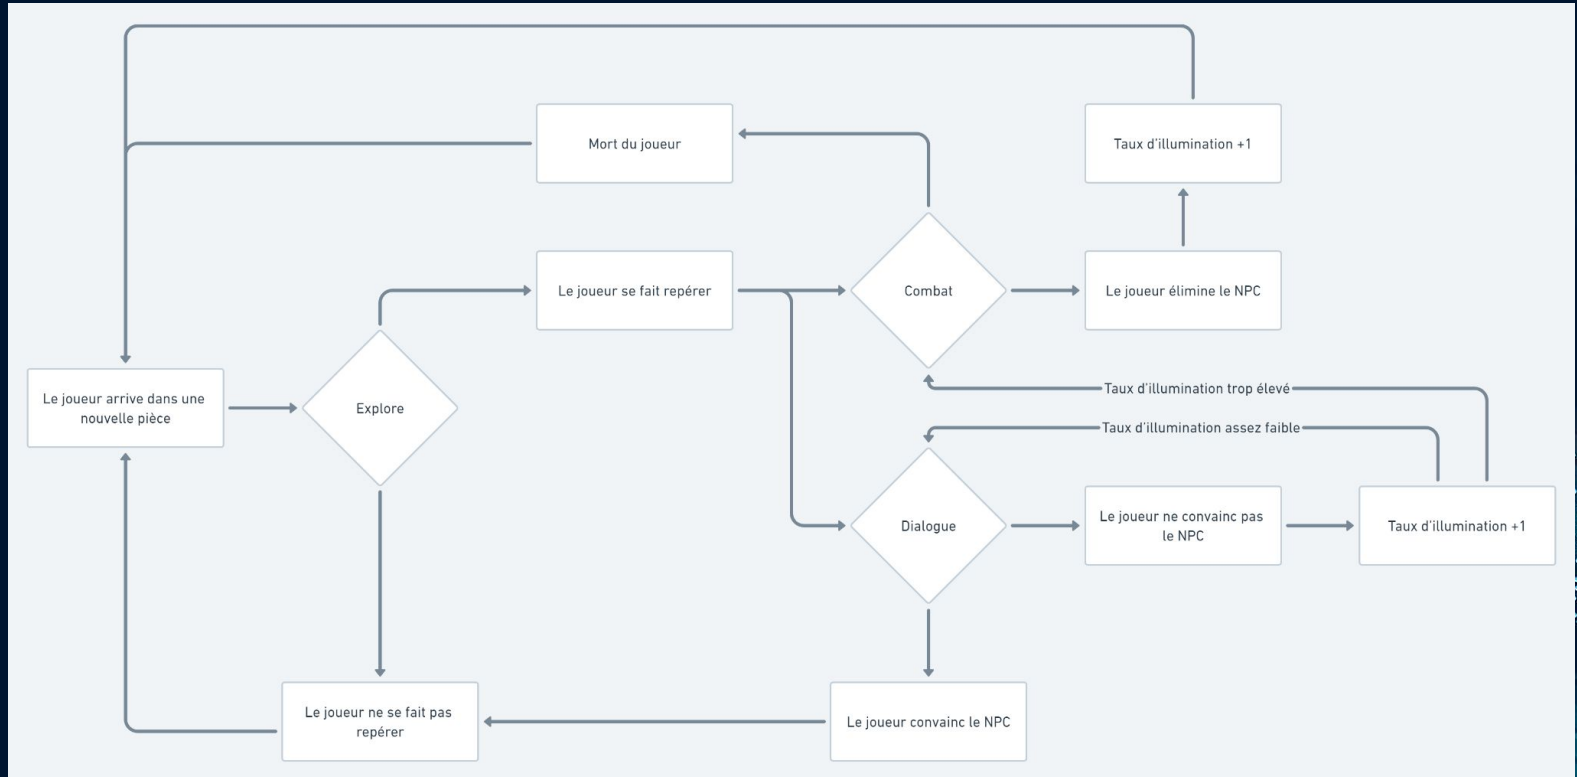 Mort du joueur
Taux d'illumination +1
Le joueur se fait repérer
Combat
Le joueur élimine le NPC
Le joueur arrive dans une
nouvelle pièce
Explore
Taux d'illumination trop élevé
Taux d'illumination assez faible
Dialogue
Le joueur ne convainc pas
le NPC
Taux d'illumination +1
Le joueur ne se fait pas
repérer
Le joueur convainc le NPC